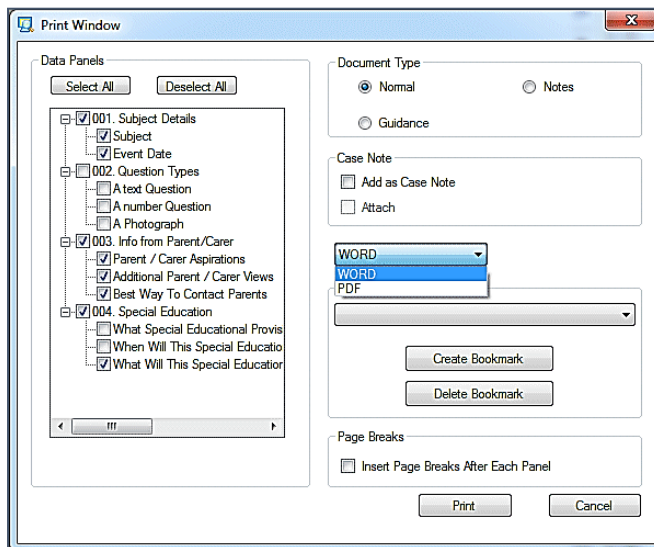 Print Window
Data Panels
Select All Deselect All
001. Subject Details
Subject
Event Date
002. Question Types
A text Question
A number Question
A Photograph
003. Info from Parent/Carer
Parent / Carer Aspirations
Additional Parent / Carer Views
Best Way To Contact Parents
004. Special Education
What Special Educational Provis
When Will This Special Educatio
What Will This Special Education
Document Type
Normal Notes
Guidance
Case Note
Add as Case Note
Attach
WORD
WORD
PDF
Create Bookmark
Delete Bookmark
Page Breaks
Insert Page Breaks After Each Panel
Print Cancel